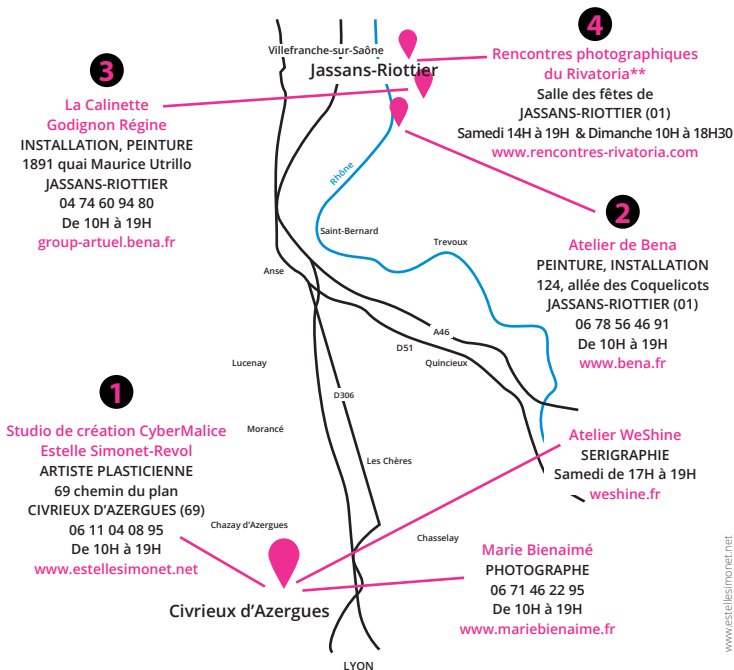 4
Rencontres photographiques
du Rivatoria**
Salle des fêtes de
JASSANS-RIOTTIER (01)
Samedi 14H à 19H & Dimanche 10H à 18H30
www.rencontres-rivatoria.com
Villefranche-sur-Saône
Jassans-Riottier
3
La Calinette
Godignon Régine
INSTALLATION, PEINTURE
1891 quai Maurice Utrillo
JASSANS-RIOTTIER
04 74 60 94 80
De 10H à 19H
group-artuel.bena.fr
Rhône
2
Atelier de Bena
PEINTURE, INSTALLATION
124, allée des Coquelicots
JASSANS-RIOTTIER (01)
06 78 56 46 91
De 10H à 19H
www.bena.fr
Saint-Bernard
Trevoux
Anse
A46
D51
Quincieux
Lucenay
D306
Morancé
Les Chères
Chazay d'Azergues
Chasselay
1
Studio de création CyberMalice
Estelle Simonet-Revol
ARTISTE PLASTICIENNE
69 chemin du plan
CIVRIEUX D'AZERGUES (69)
06 11 04 08 95
De 10H à 19H
www.estellesimonet.net
Atelier WeShine
SERIGRAPHIE
Samedi de 17H à 19H
weshine.fr
Marie Bienaimé
PHOTOGRAPHE
06 71 46 22 95
De 10H à 19H
www.mariebienaime.fr
Civrieux d'Azergues
LYON
www.estellesimonet.net